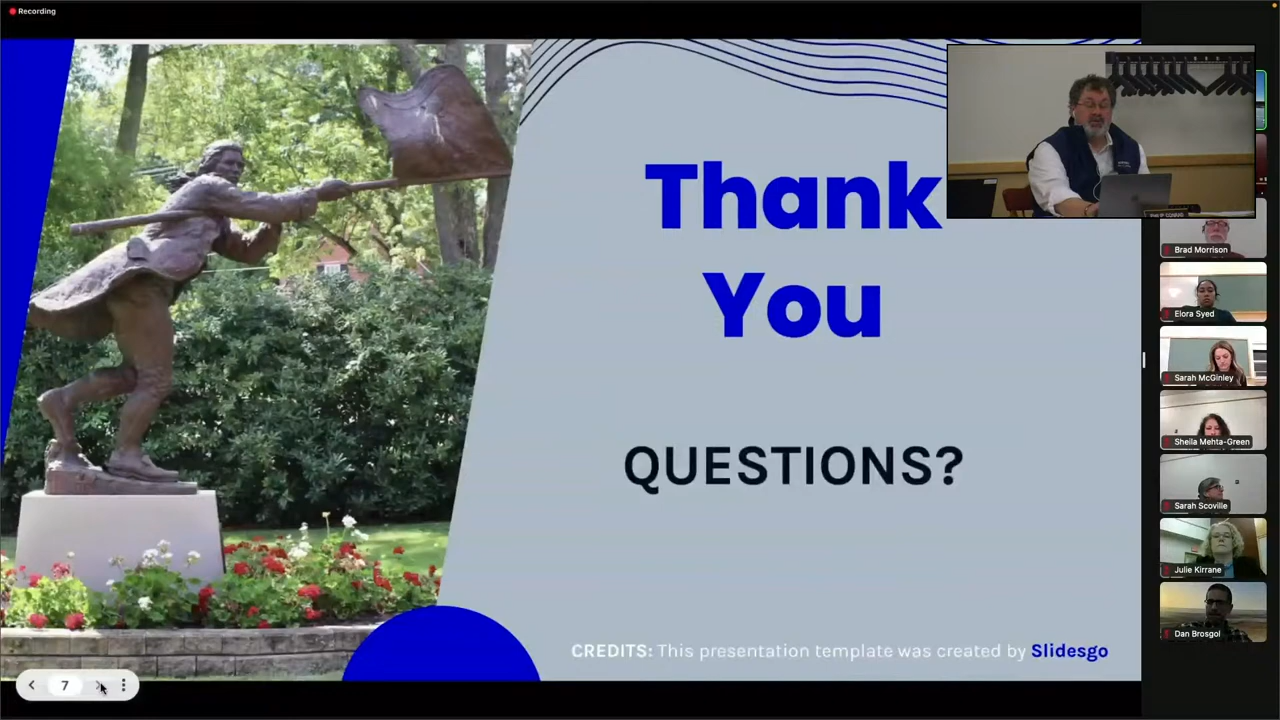 Recording
Thank
You
QUESTIONS?
CREDITS: This presentation template was created by Slidesgo
7
Brad Morrison
Elora Syed
Sarah McGinley
Sheila Mehta-Green
Sarah Scoville
Julie Kirrane
Dan Brosgol